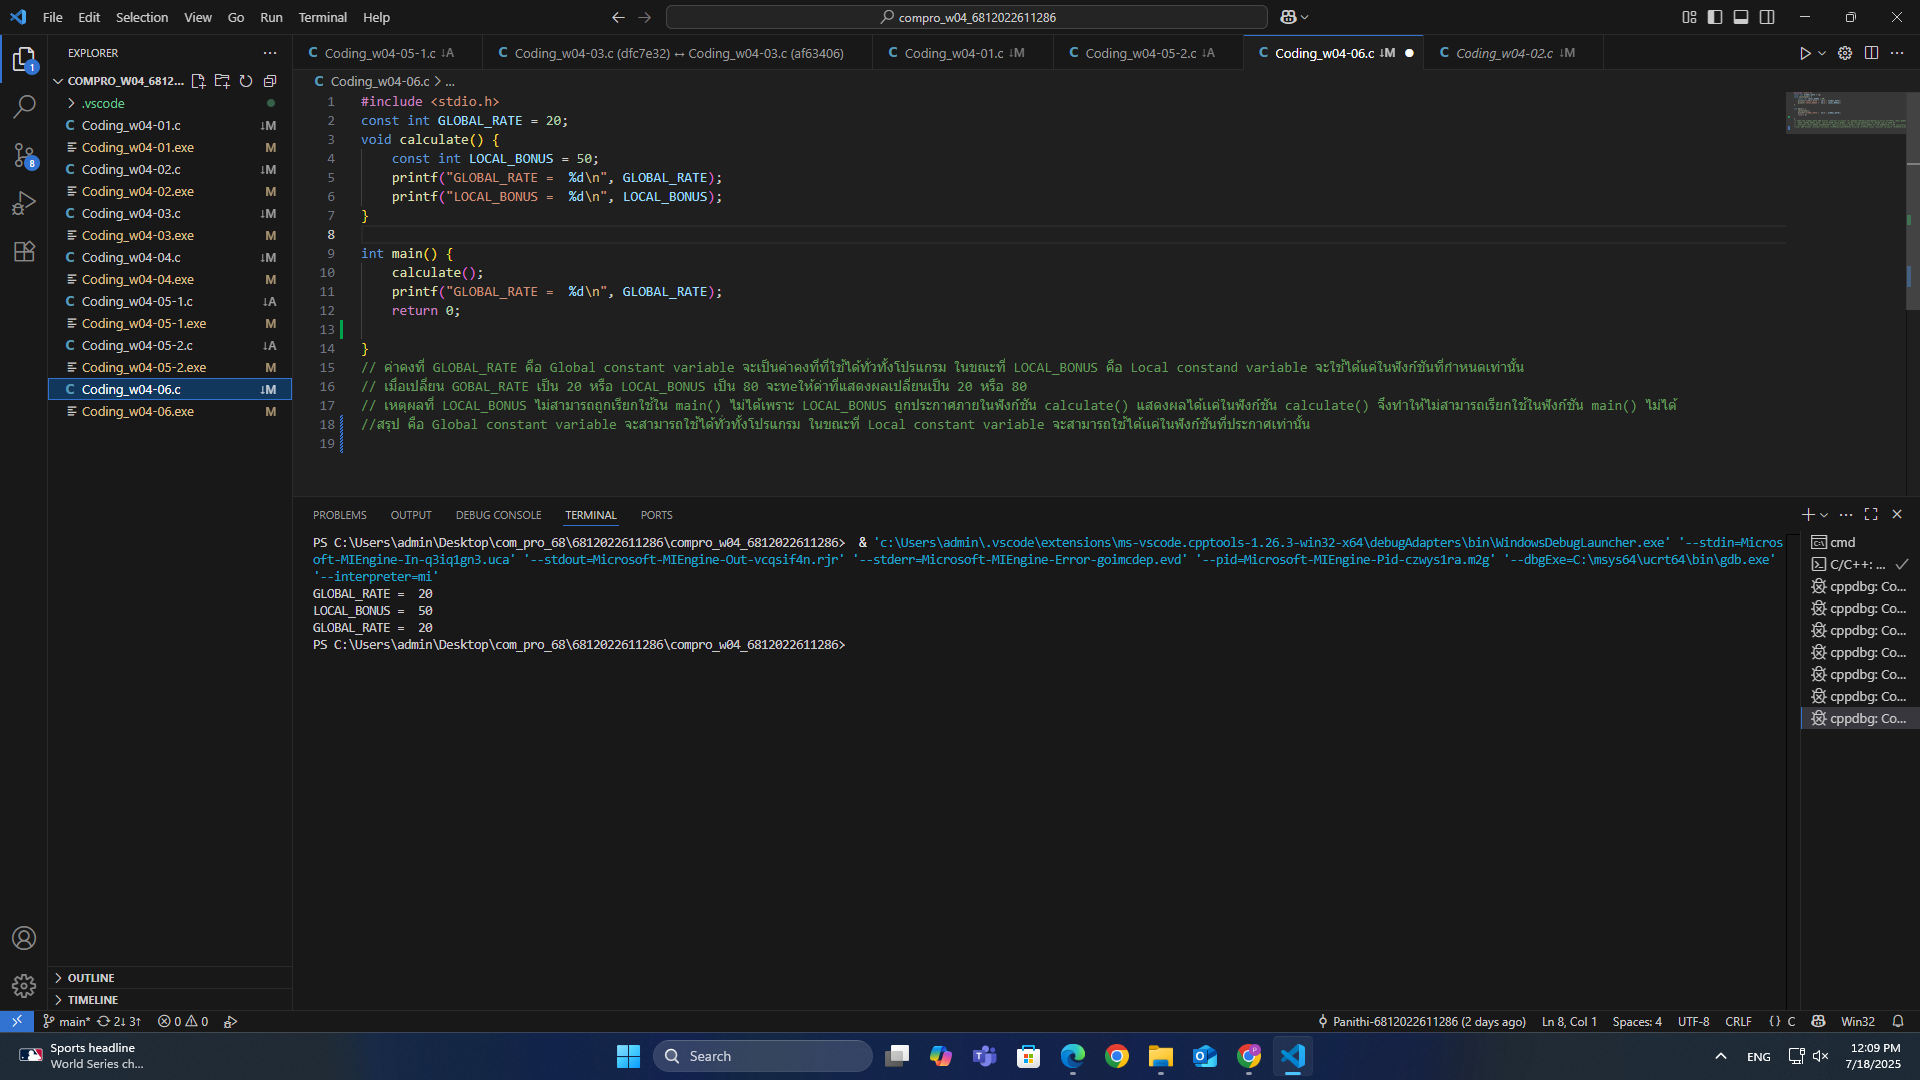 File Edit Selection View Go Run Terminal Help
compro_w04_6812022611286
EXPLORER
COMPRO_W04_6812...
.vscode
Coding_w04-01.c ↓M
Coding_w04-01.exe M
Coding_w04-02.c ↓M
Coding_w04-02.exe M
Coding_w04-03.c ↓M
Coding_w04-03.exe M
Coding_w04-04.c ↓M
Coding_w04-04.exe M
Coding_w04-05-1.c ↓A
Coding_w04-05-1.exe M
Coding_w04-05-2.c ↓A
Coding_w04-05-2.exe M
Coding_w04-06.c ↓M
Coding_w04-06.exe M
OUTLINE
TIMELINE
Coding_w04-05-1.c ↓A Coding_w04-03.c (dfc7e32) ↔ Coding_w04-03.c (af63406) Coding_w04-01.c ↓M Coding_w04-05-2.c ↓A Coding_w04-06.c ↓M Coding_w04-02.c ↓M
Coding_w04-06.c > ...
1 #include <stdio.h>
2 const int GLOBAL_RATE = 20;
3 void calculate() {
4 const int LOCAL_BONUS = 50;
5 printf("GLOBAL_RATE =  %d\n", GLOBAL_RATE);
6 printf("LOCAL_BONUS =  %d\n", LOCAL_BONUS);
7 }
8
9 int main() {
10 calculate();
11 printf("GLOBAL_RATE =  %d\n", GLOBAL_RATE);
12 return 0;
13
14 }
15 // ค่าคงที่ GLOBAL_RATE คือ Global constant variable จะเป็นค่าคงที่ที่ใช้ได้ทั่วทั้งโปรแกรม ในขณะที่ LOCAL_BONUS คือ Local constand variable จะใช้ได้แค่ในฟังก์ชันที่กำหนดเท่านั้น
16 // เมื่อเปลี่ยน GOBAL_RATE เป็น 20 หรือ LOCAL_BONUS เป็น 80 จะทeให้ค่าที่แสดงผลเปลี่ยนเป็น 20 หรือ 80
17 // เหตุผลที่ LOCAL_BONUS ไม่สามารถถูกเรียกใช้ใน main() ไม่ได้เพราะ LOCAL_BONUS ถูกประกาศภายในฟังก์ชัน calculate() แสดงผลได้แค่ในฟังก์ชัน calculate() จึงทำให้ไม่สามารถเรียกใช้ในฟังก์ชัน main() ไม่ได้
18 //สรุป คือ Global constant variable จะสามารถใช้ได้ทั่วทั้งโปรแกรม ในขณะที่ Local constant variable จะสามารถใช้ได้แค่ในฟังก์ชันที่ประกาศเท่านั้น
19
PROBLEMS OUTPUT DEBUG CONSOLE TERMINAL PORTS
PS C:\Users\admin\Desktop\com_pro_68\6812022611286\compro_w04_6812022611286>  & 'c:\Users\admin\.vscode\extensions\ms-vscode.cpptools-1.26.3-win32-x64\debugAdapters\bin\WindowsDebugLauncher.exe' '--stdin=Micros
oft-MIEngine-In-q3iq1gn3.uca' '--stdout=Microsoft-MIEngine-Out-vcqsif4n.rjr' '--stderr=Microsoft-MIEngine-Error-goimcdep.evd' '--pid=Microsoft-MIEngine-Pid-czwys1ra.m2g' '--dbgExe=C:\msys64\ucrt64\bin\gdb.exe'
'--interpreter=mi'
GLOBAL_RATE =  20
LOCAL_BONUS =  50
GLOBAL_RATE =  20
PS C:\Users\admin\Desktop\com_pro_68\6812022611286\compro_w04_6812022611286>
cmd
C/C++: ...
cppdbg: Co...
cppdbg: Co...
cppdbg: Co...
cppdbg: Co...
cppdbg: Co...
cppdbg: Co...
cppdbg: Co...
1
8
main* 2↓ 3↑ 0 0 Panithi-6812022611286 (2 days ago) Ln 8, Col 1 Spaces: 4 UTF-8 CRLF {} C Win32
Sports headline
World Series ch...
Search
ENG
12:09 PM
7/18/2025